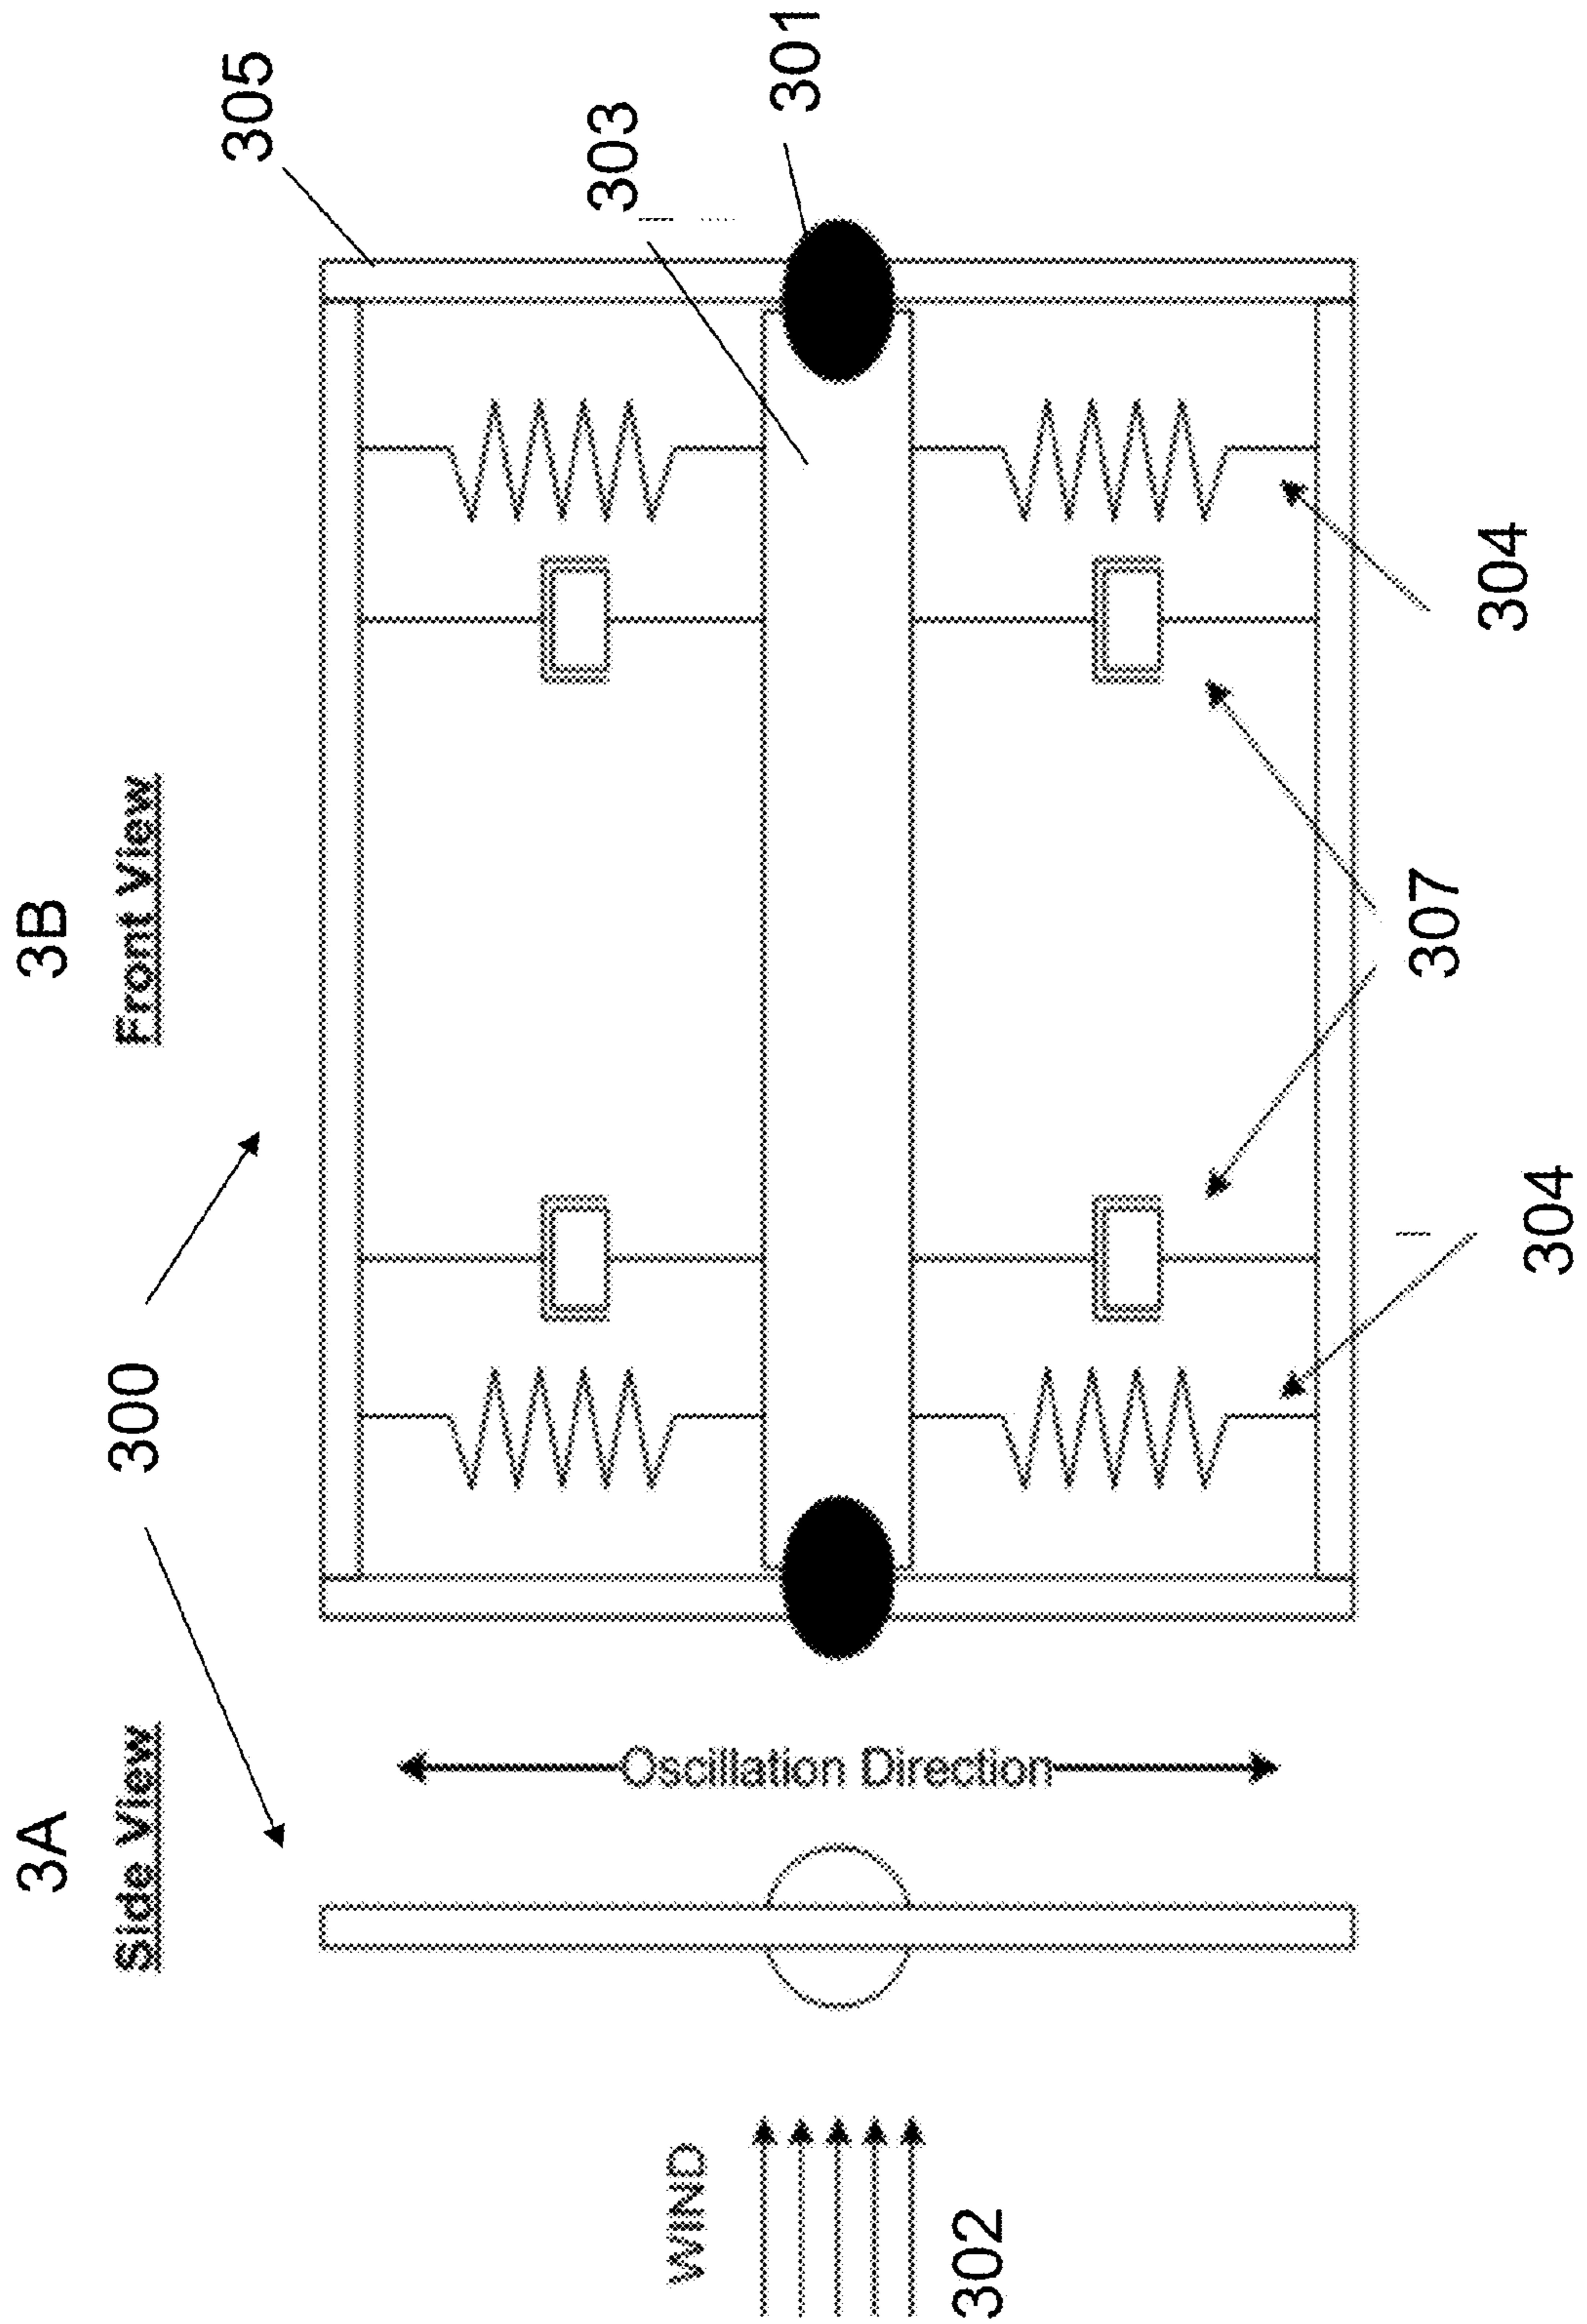 3A
3B
Side View
300
Front View
305
303
WIND
301
Oscillation Direction
302
307
304
304